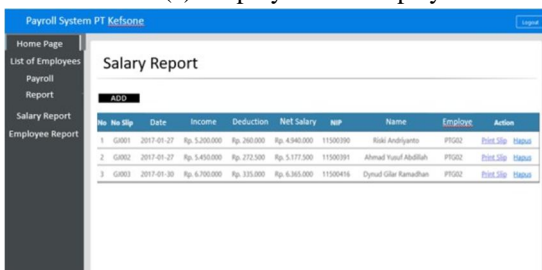 Payroll System PT Kefsone
Logout
Home Page
List of Employees
Payroll
Report
Salary Report
Employee Report
Salary Report
ADD
No No Slip Date Income Deduction Net Salary NIP Name Employe Action
1 GJ001 2017-01-27 Rp. 5.200.000 Rp. 260.000 Rp. 4.940.000 11500390 Riski Andriyanto PTG02 Print Slip Hapus
2 GJ002 2017-01-27 Rp. 5.450.000 Rp. 272.500 Rp. 5.177.500 11500391 Ahmad Yusuf Abdillah PTG02 Print Slip Hapus
3 GJ003 2017-01-30 Rp. 6.700.000 Rp. 335.000 Rp. 6.365.000 11500416 Dynud Gilar Ramadhan PTG02 Print Slip Hapus